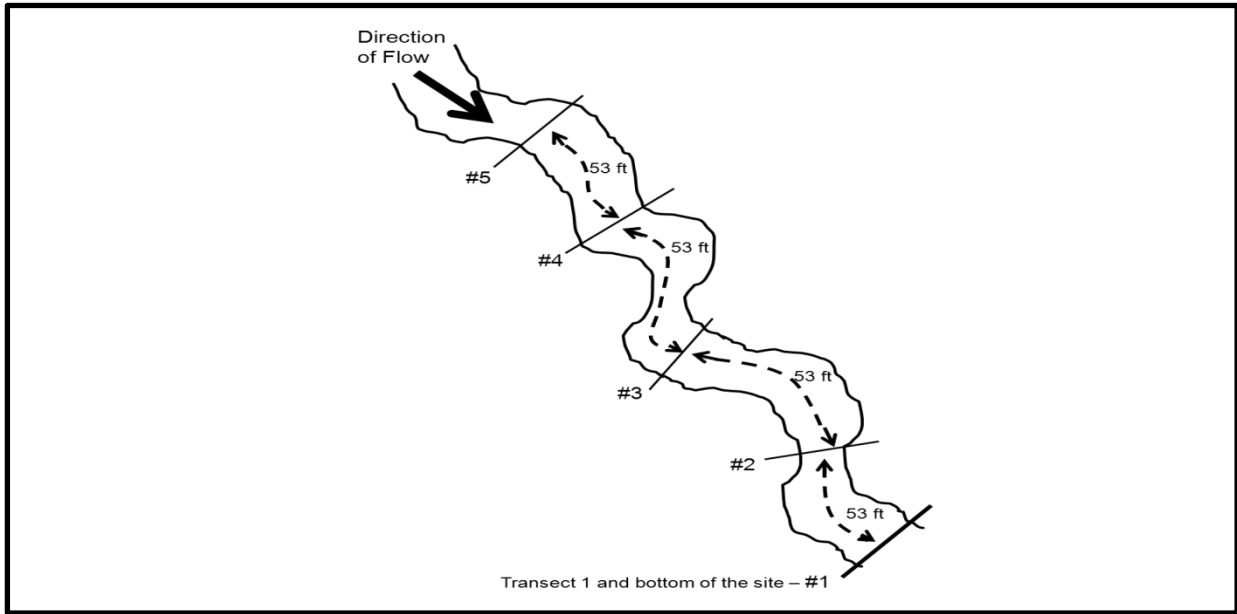 Direction
of Flow
53 ft
#5
53 ft
#4
53 ft
#3
#2
53 ft
Transect 1 and bottom of the site – #1